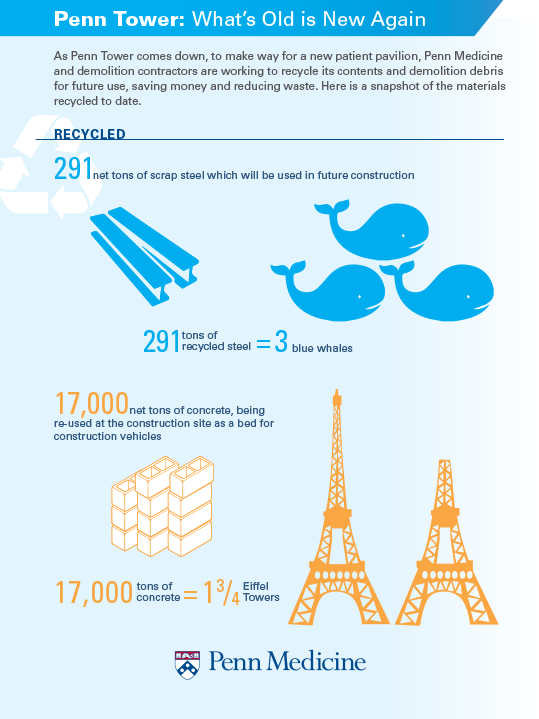 Penn Tower: What's Old is New Again
As Penn Tower comes down, to make way for a new patient pavilion, Penn Medicine
and demolition contractors are working to recycle its contents and demolition debris
for future use, saving money and reducing waste. Here is a snapshot of the materials
recycled to date.
RECYCLED
291 net tons of scrap steel which will be used in future construction
291 tons of
recycled steel = 3 blue whales
17,000 net tons of concrete, being
re-used at the construction site as a bed for
construction vehicles
17,000 tons of
concrete = 1 3/4 Eiffel
Towers
Penn Medicine